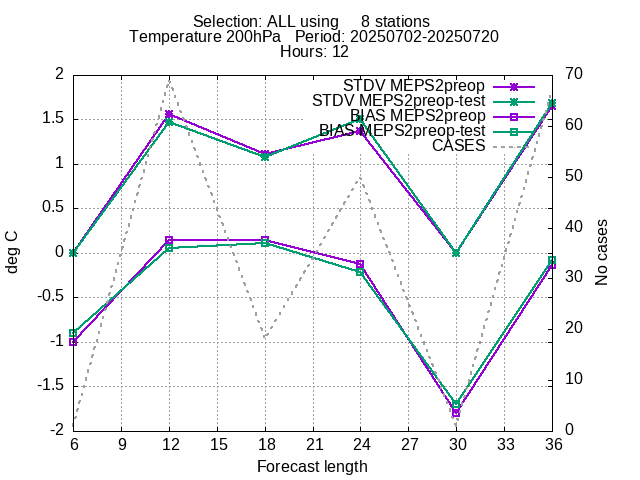 Selection: ALL using     8 stations
Temperature 200hPa   Period: 20250702-20250720
Hours: 12
STDV MEPS2preop
STDV MEPS2preop-test
BIAS MEPS2preop
BIAS MEPS2preop-test
CASES
2
1.5
1
0.5
0
-0.5
-1
-1.5
-2
deg C
70
60
50
40
30
20
10
0
No cases
6 9 12 15 18 21 24 27 30 33 36
Forecast length